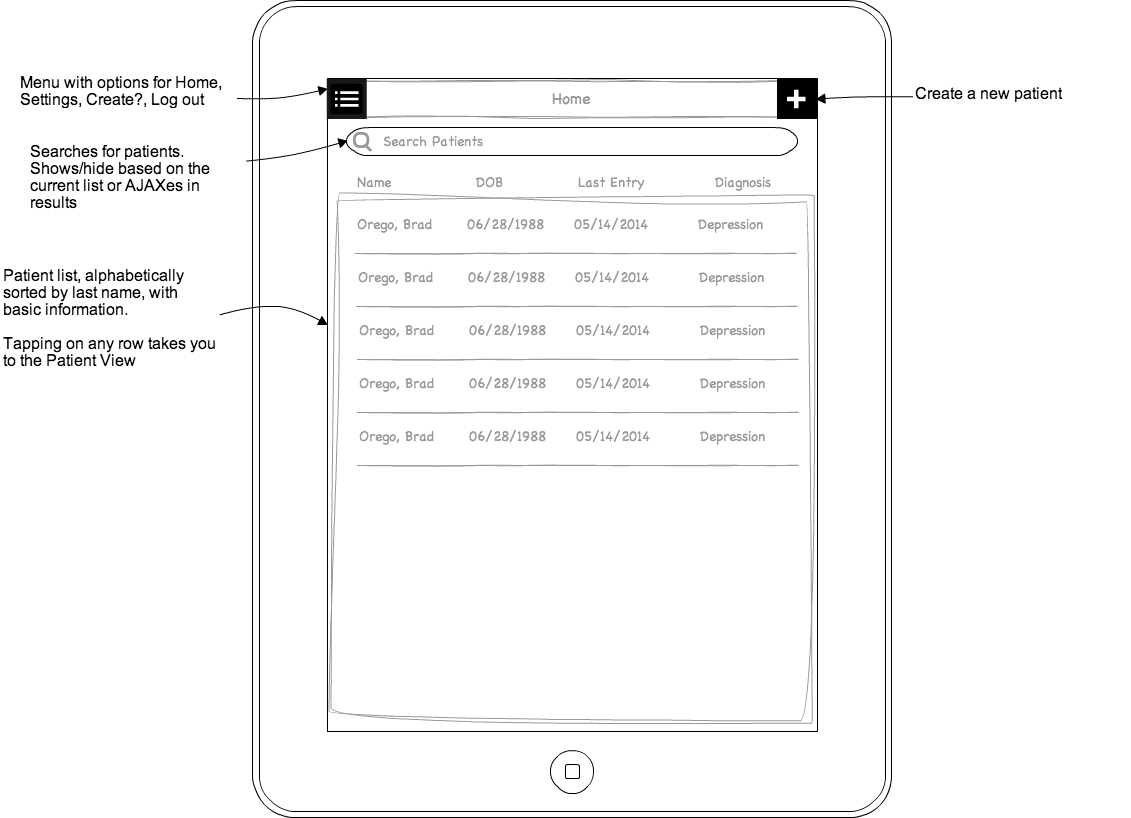 Menu with options for Home,
Settings, Create?, Log out
Home
Create a new patient
Searches for patients.
Shows/hide based on the
current list or AJAXes in
results
Search Patients
Name DOB Last Entry Diagnosis
Orego, Brad 06/28/1988 05/14/2014 Depression
Orego, Brad 06/28/1988 05/14/2014 Depression
Orego, Brad 06/28/1988 05/14/2014 Depression
Orego, Brad 06/28/1988 05/14/2014 Depression
Orego, Brad 06/28/1988 05/14/2014 Depression
Patient list, alphabetically
sorted by last name, with
basic information.
Tapping on any row takes you
to the Patient View